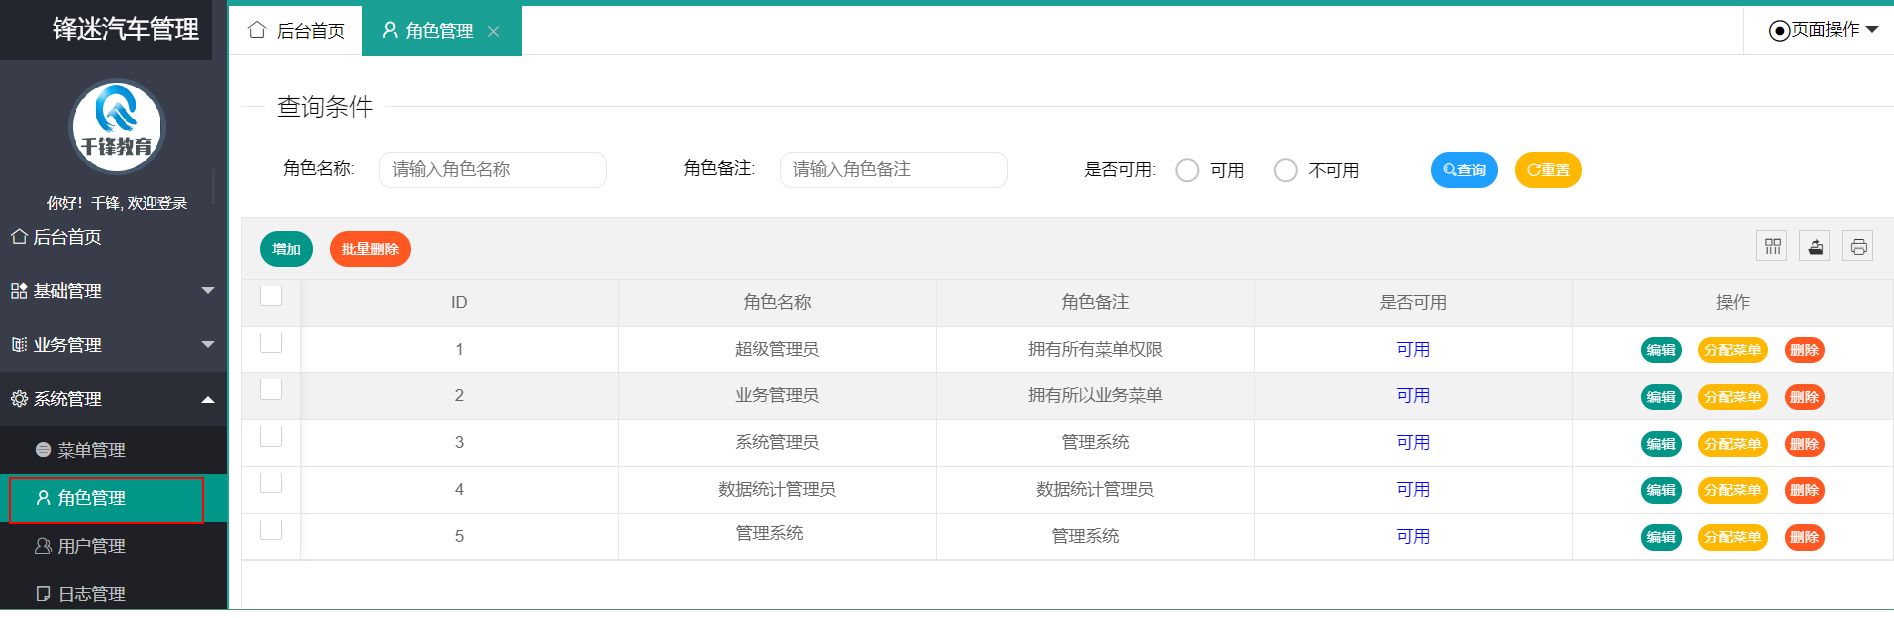 锋迷汽车管理
千锋教育
你好！千锋, 欢迎登录
后台首页
基础管理
业务管理
系统管理
菜单管理
角色管理
用户管理
日志管理
后台首页 角色管理 页面操作
查询条件
角色名称: 请输入角色名称 角色备注: 请输入角色备注 是否可用: 可用 不可用 查询 重置
增加 批量删除
ID 角色名称 角色备注 是否可用 操作
1 超级管理员 拥有所有菜单权限 可用 编辑 分配菜单 删除
2 业务管理员 拥有所以业务菜单 可用 编辑 分配菜单 删除
3 系统管理员 管理系统 可用 编辑 分配菜单 删除
4 数据统计管理员 数据统计管理员 可用 编辑 分配菜单 删除
5 管理系统 管理系统 可用 编辑 分配菜单 删除